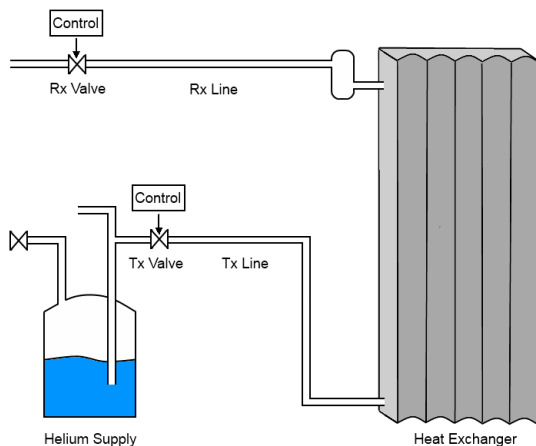 Control
Rx Valve
Rx Line
Control
Tx Valve
Tx Line
Helium Supply
Heat Exchanger